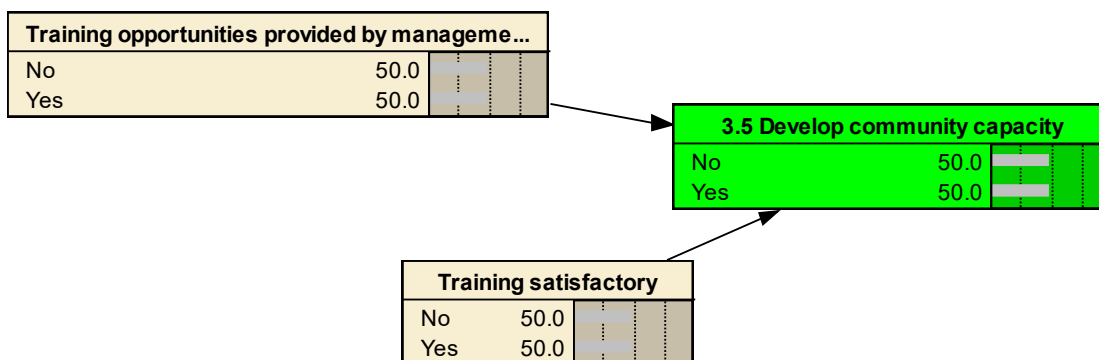 Training opportunities provided by manageme...
No 50.0
Yes 50.0
3.5 Develop community capacity
No 50.0
Yes 50.0
Training satisfactory
No 50.0
Yes 50.0